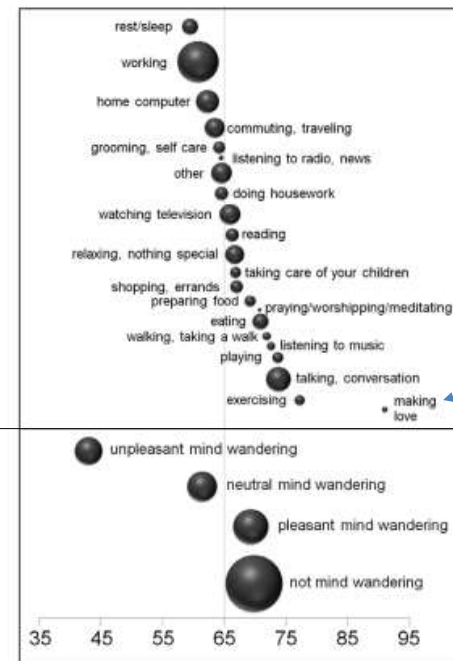 rest/sleep
working
home computer
commuting, traveling
grooming, self care
listening to radio, news
other
doing housework
watching television
reading
relaxing, nothing special
taking care of your children
shopping, errands
preparing food
praying/worshipping/meditating
eating
walking, taking a walk
listening to music
playing
talking, conversation
exercising
making
love
unpleasant mind wandering
neutral mind wandering
pleasant mind wandering
not mind wandering
35 45 55 65 75 85 95